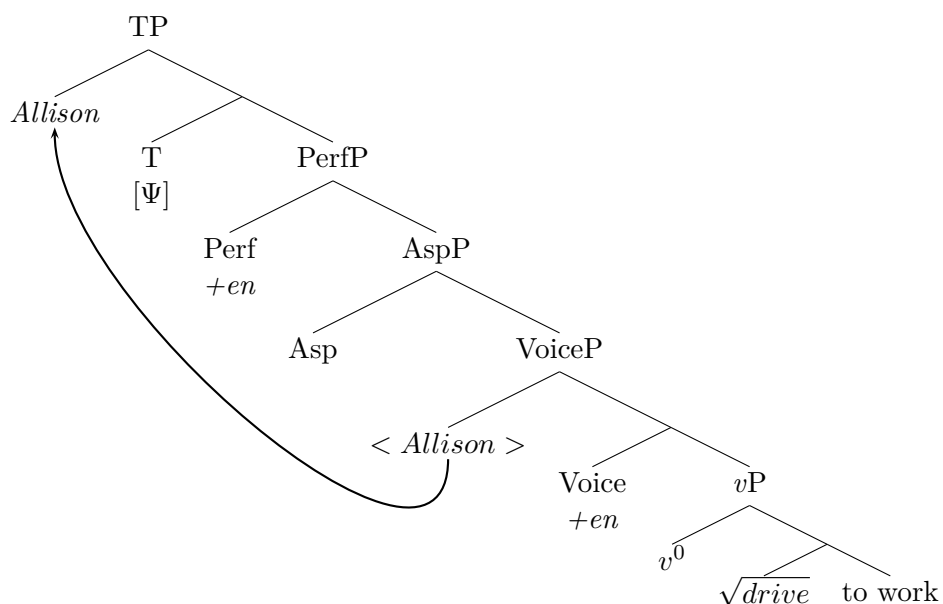 TP
Allison
T
[Ψ]
PerfP
Perf
+en
AspP
Asp
VoiceP
< Allison >
Voice
+en
vP
v⁰
√drive
to work